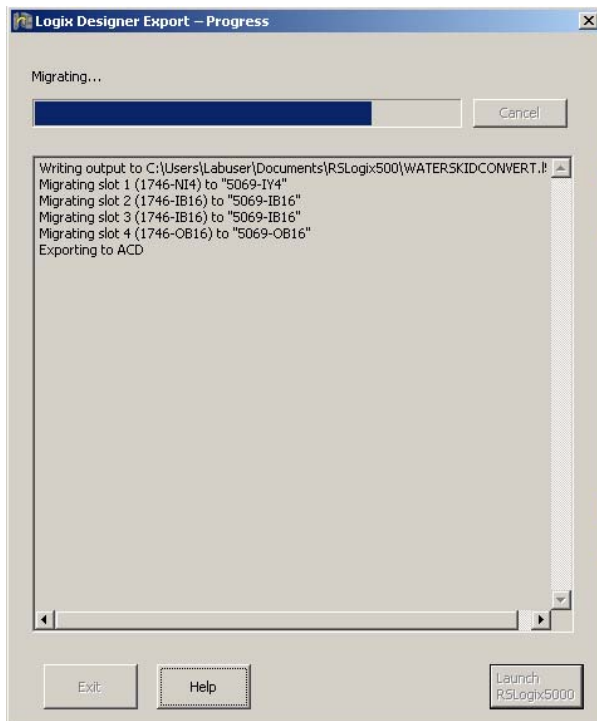 Logix Designer Export – Progress
Migrating...
Cancel
Writing output to C:\Users\Labuser\Documents\RSLogix500\WATERSKIDCONVERT.l
Migrating slot 1 (1746-NI4) to "5069-IY4"
Migrating slot 2 (1746-IB16) to "5069-IB16"
Migrating slot 3 (1746-IB16) to "5069-IB16"
Migrating slot 4 (1746-OB16) to "5069-OB16"
Exporting to ACD
Exit
Help
Launch
RSLogix5000